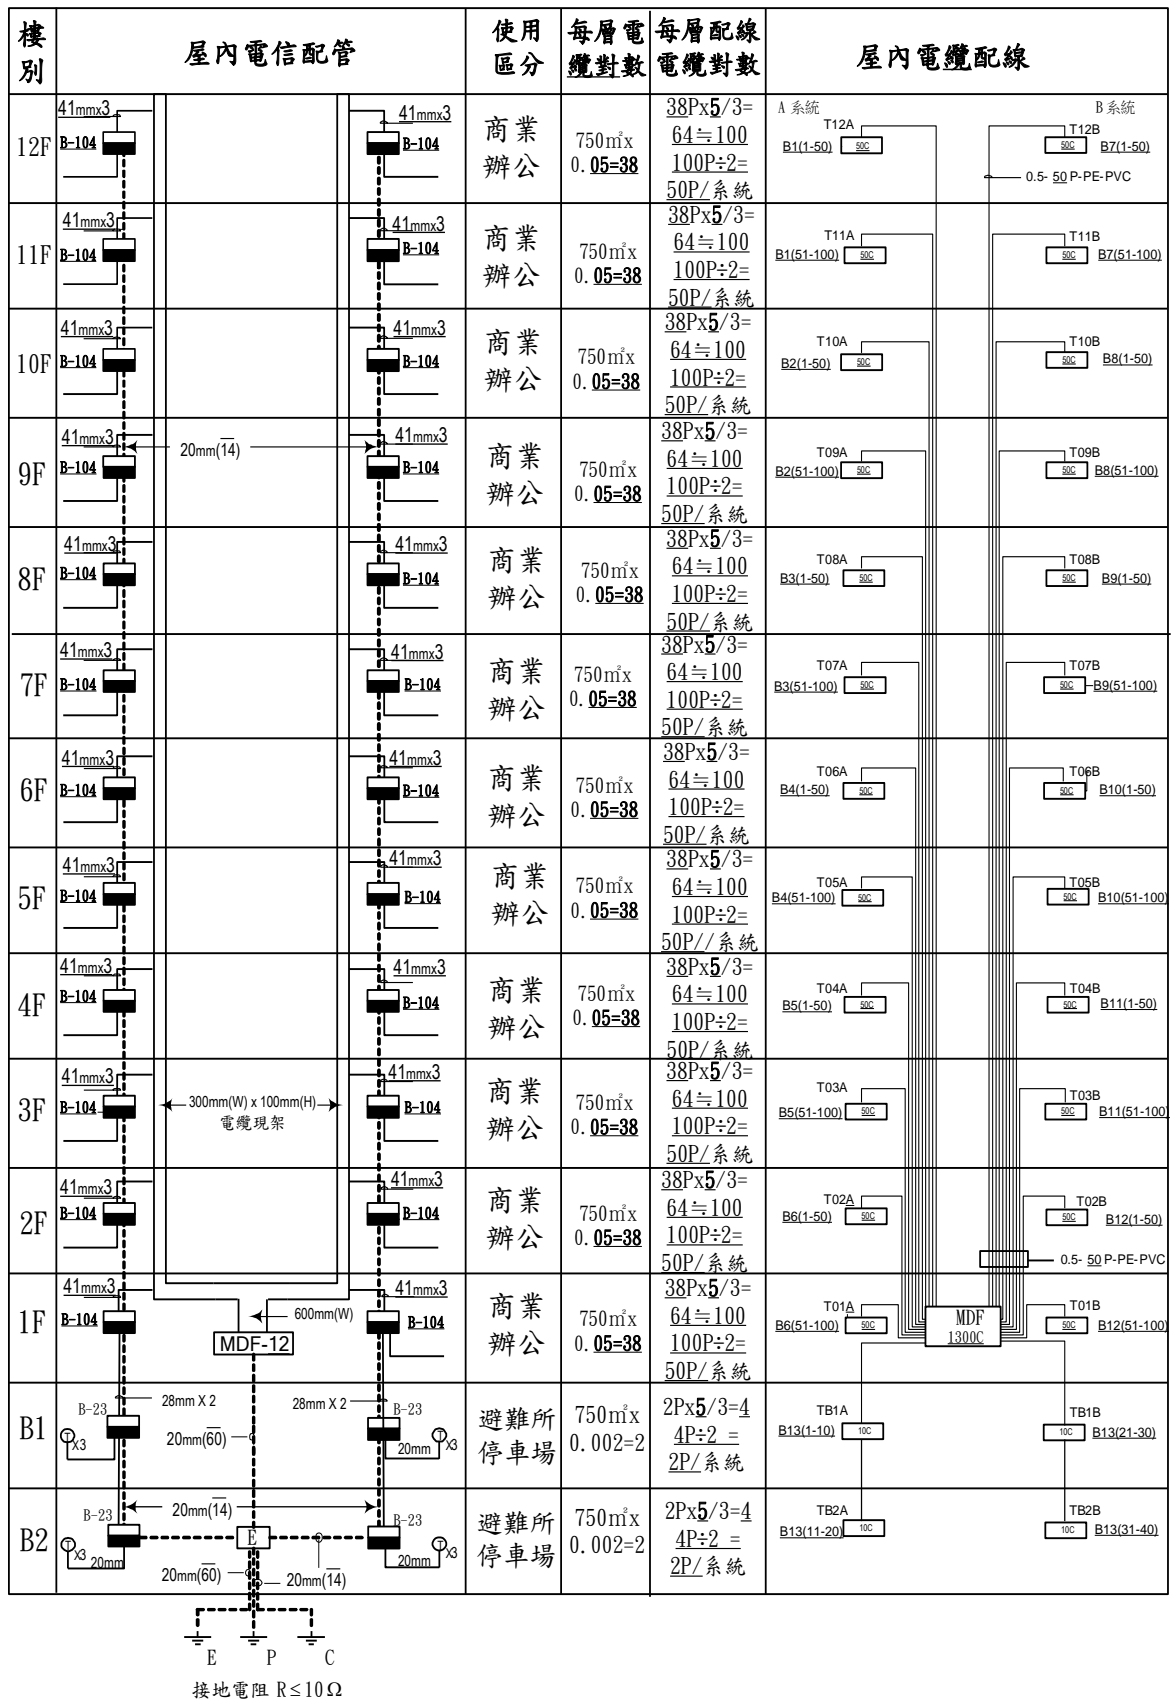 樓別
屋內電信配管
使用區分
每層電纜對數
每層配線電纜對數
屋內電纜配線
12F
41mmx3
B-104
41mmx3
B-104
商業辦公
750㎡x
0.05=38
38Px5/3=
64≒100
100P÷2=
50P/系統
A 系統
B 系統
T12A
B1(1-50)
50C
T12B
50C
B7(1-50)
0.5- 50 P-PE-PVC
11F
41mmx3
B-104
41mmx3
B-104
商業辦公
750㎡x
0.05=38
38Px5/3=
64≒100
100P÷2=
50P/系統
T11A
B1(51-100)
50C
T11B
50C
B7(51-100)
10F
41mmx3
B-104
41mmx3
B-104
商業辦公
750㎡x
0.05=38
38Px5/3=
64≒100
100P÷2=
50P/系統
T10A
B2(1-50)
50C
T10B
50C
B8(1-50)
9F
41mmx3
B-104
20mm(14)
41mmx3
B-104
商業辦公
750㎡x
0.05=38
38Px5/3=
64≒100
100P÷2=
50P/系統
T09A
B2(51-100)
50C
T09B
50C
B8(51-100)
8F
41mmx3
B-104
41mmx3
B-104
商業辦公
750㎡x
0.05=38
38Px5/3=
64≒100
100P÷2=
50P/系統
T08A
B3(1-50)
50C
T08B
50C
B9(1-50)
7F
41mmx3
B-104
41mmx3
B-104
商業辦公
750㎡x
0.05=38
38Px5/3=
64≒100
100P÷2=
50P/系統
T07A
B3(51-100)
50C
T07B
50C
B9(51-100)
6F
41mmx3
B-104
41mmx3
B-104
商業辦公
750㎡x
0.05=38
38Px5/3=
64≒100
100P÷2=
50P/系統
T06A
B4(1-50)
50C
T06B
50C
B10(1-50)
5F
41mmx3
B-104
41mmx3
B-104
商業辦公
750㎡x
0.05=38
38Px5/3=
64≒100
100P÷2=
50P//系統
T05A
B4(51-100)
50C
T05B
50C
B10(51-100)
4F
41mmx3
B-104
41mmx3
B-104
商業辦公
750㎡x
0.05=38
38Px5/3=
64≒100
100P÷2=
50P/系統
T04A
B5(1-50)
50C
T04B
50C
B11(1-50)
3F
41mmx3
B-104
300mm(W) x 100mm(H)
電纜現架
41mmx3
B-104
商業辦公
750㎡x
0.05=38
38Px5/3=
64≒100
100P÷2=
50P/系統
T03A
B5(51-100)
50C
T03B
50C
B11(51-100)
2F
41mmx3
B-104
41mmx3
B-104
商業辦公
750㎡x
0.05=38
38Px5/3=
64≒100
100P÷2=
50P/系統
T02A
B6(1-50)
50C
T02B
50C
B12(1-50)
0.5- 50 P-PE-PVC
1F
41mmx3
B-104
600mm(W)
MDF-12
41mmx3
B-104
商業辦公
750㎡x
0.05=38
38Px5/3=
64≒100
100P÷2=
50P/系統
T01A
B6(51-100)
50C
MDF
1300C
T01B
50C
B12(51-100)
B1
28mm X 2
B-23
T
X3
20mm(60)
28mm X 2
B-23
20mm
T
X3
避難所停車場
750㎡x
0.002=2
2Px5/3=4
4P÷2 =
2P/系統
TB1A
B13(1-10)
10C
TB1B
10C
B13(21-30)
B2
B-23
T
X3
20mm
20mm(14)
E
B-23
20mm
T
X3
20mm(60)
20mm(14)
避難所停車場
750㎡x
0.002=2
2Px5/3=4
4P÷2 =
2P/系統
TB2A
B13(11-20)
10C
TB2B
10C
B13(31-40)
E
P
C
接地電阻 R≤10Ω